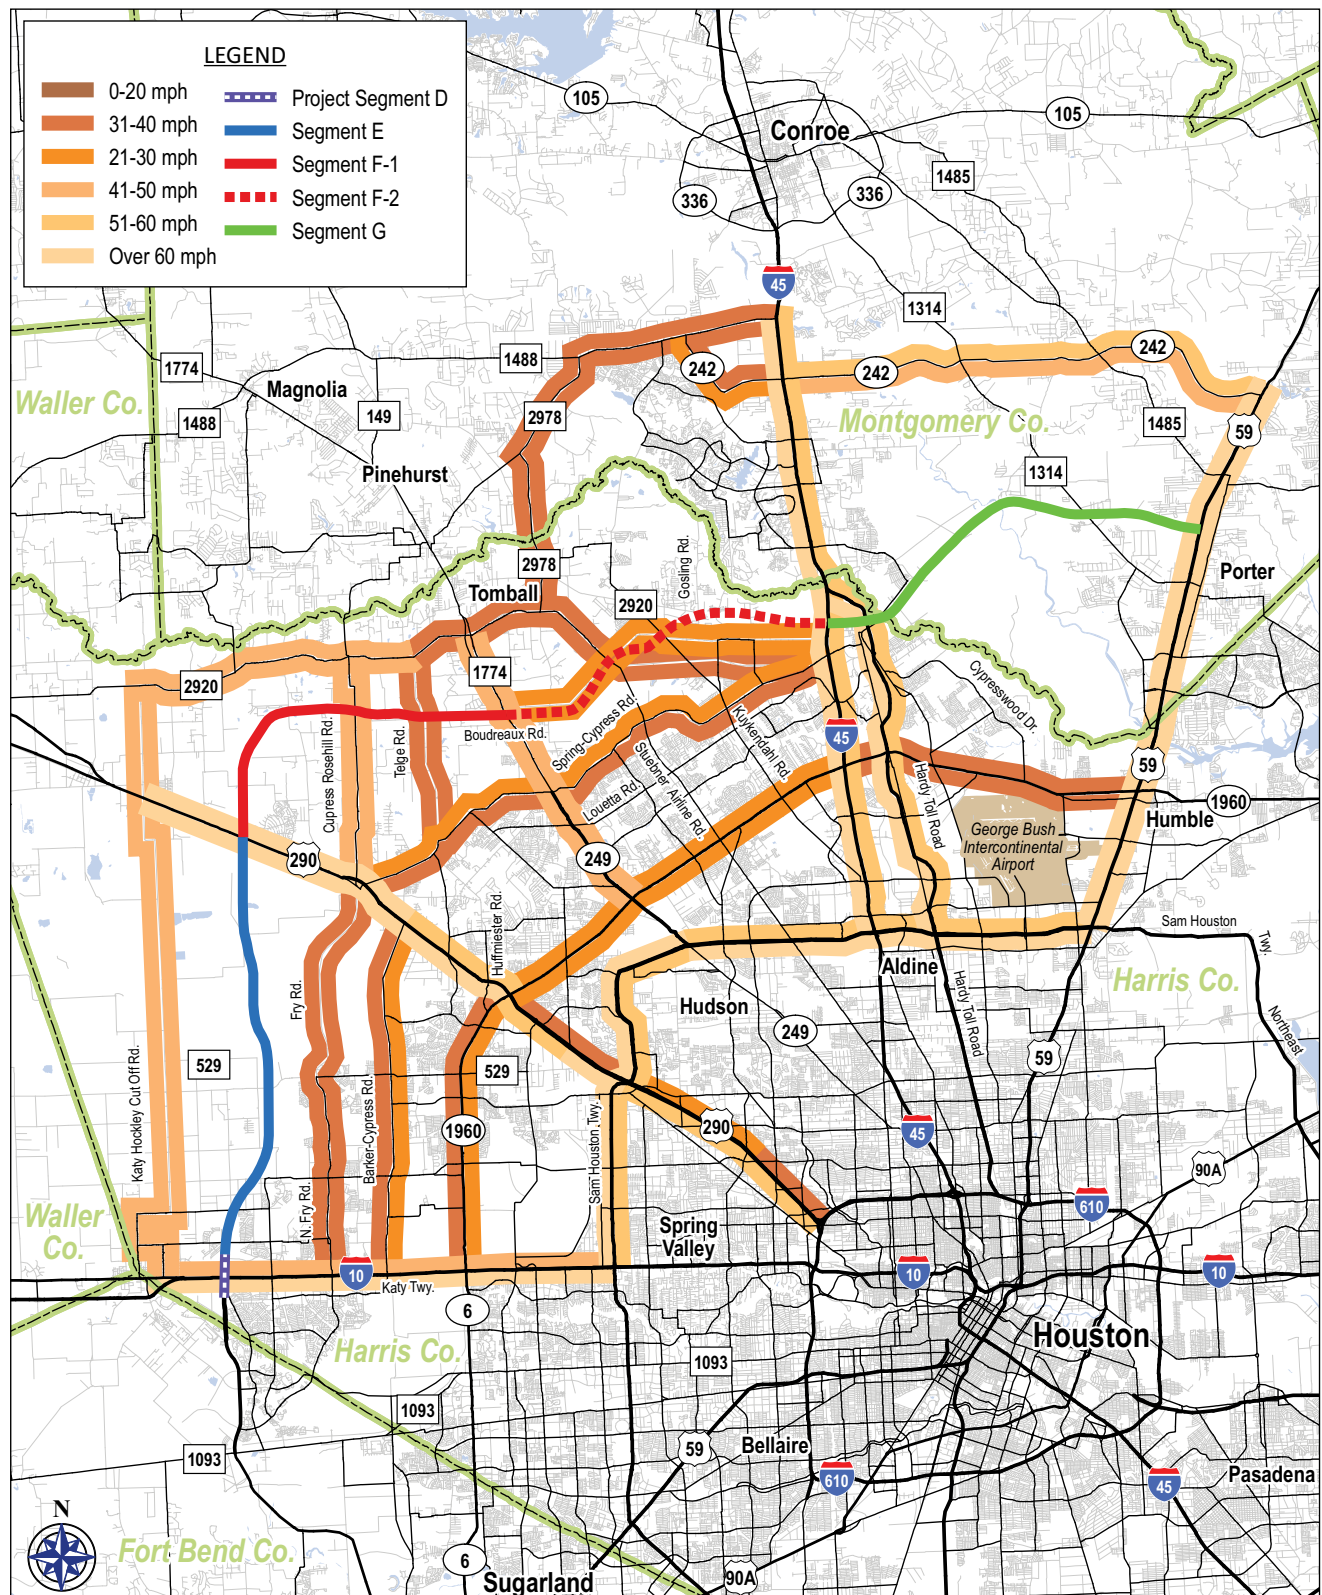 LEGEND
0-20 mph
31-40 mph
21-30 mph
41-50 mph
51-60 mph
Over 60 mph
Project Segment D
Segment E
Segment F-1
Segment F-2
Segment G
105
Conroe
105
1485
336
336
45
1314
1774
1488
242
242
242
Magnolia
Waller Co.
149
1488
2978
Montgomery Co.
1485
59
Pinehurst
1314
2978
Gosling Rd.
Porter
Tomball
2920
1774
2920
Cypresswood Dr.
Cupress Rosehill Rd.
Telge Rd.
Boudreaux Rd.
Spring-Cypress Rd.
Kuykendahl Rd.
Stuebner Airline Rd.
Louetta Rd.
45
59
Hardy Toll Road
1960
Humble
George Bush
Intercontinental
Airport
290
249
Huffmiester Rd.
Sam Houston
Twy.
Northeast
Aldine
Hardy Toll Road
Harris Co.
Fry Rd.
Hudson
249
59
Katy Hockley Cut Off Rd.
529
529
Barker-Cypress Rd.
1960
Sam Houston Twy.
290
45
90A
N. Fry Rd.
610
Waller
Co.
Spring
Valley
10
10
10
Katy Twy.
6
Harris Co.
Houston
1093
1093
1093
59
Bellaire
610
45
Pasadena
N
Fort Bend Co.
6
Sugarland
90A